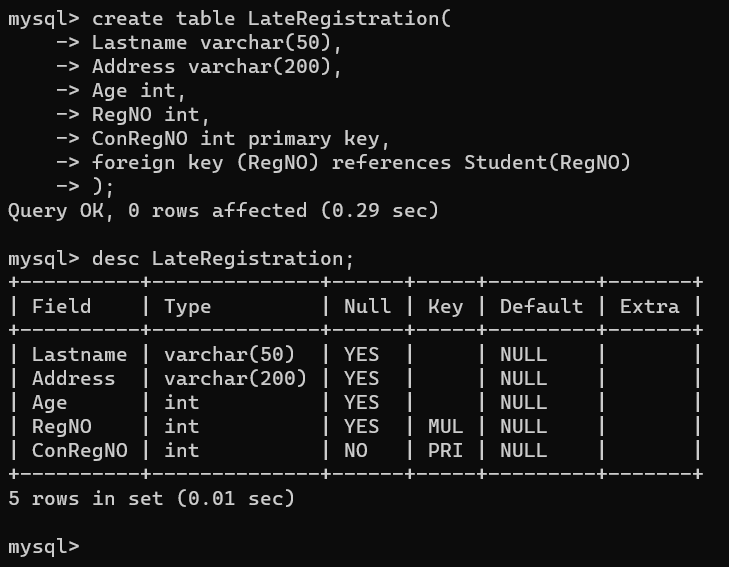 mysql> create table LateRegistration(
    -> Lastname varchar(50),
    -> Address varchar(200),
    -> Age int,
    -> RegNO int,
    -> ConRegNO int primary key,
    -> foreign key (RegNO) references Student(RegNO)
    -> );
Query OK, 0 rows affected (0.29 sec)

mysql> desc LateRegistration;
+----------+--------------+------+-----+---------+-------+
| Field    | Type         | Null | Key | Default | Extra |
+----------+--------------+------+-----+---------+-------+
| Lastname | varchar(50)  | YES  |     | NULL    |       |
| Address  | varchar(200) | YES  |     | NULL    |       |
| Age      | int          | YES  |     | NULL    |       |
| RegNO    | int          | YES  | MUL | NULL    |       |
| ConRegNO | int          | NO   | PRI | NULL    |       |
+----------+--------------+------+-----+---------+-------+
5 rows in set (0.01 sec)

mysql>